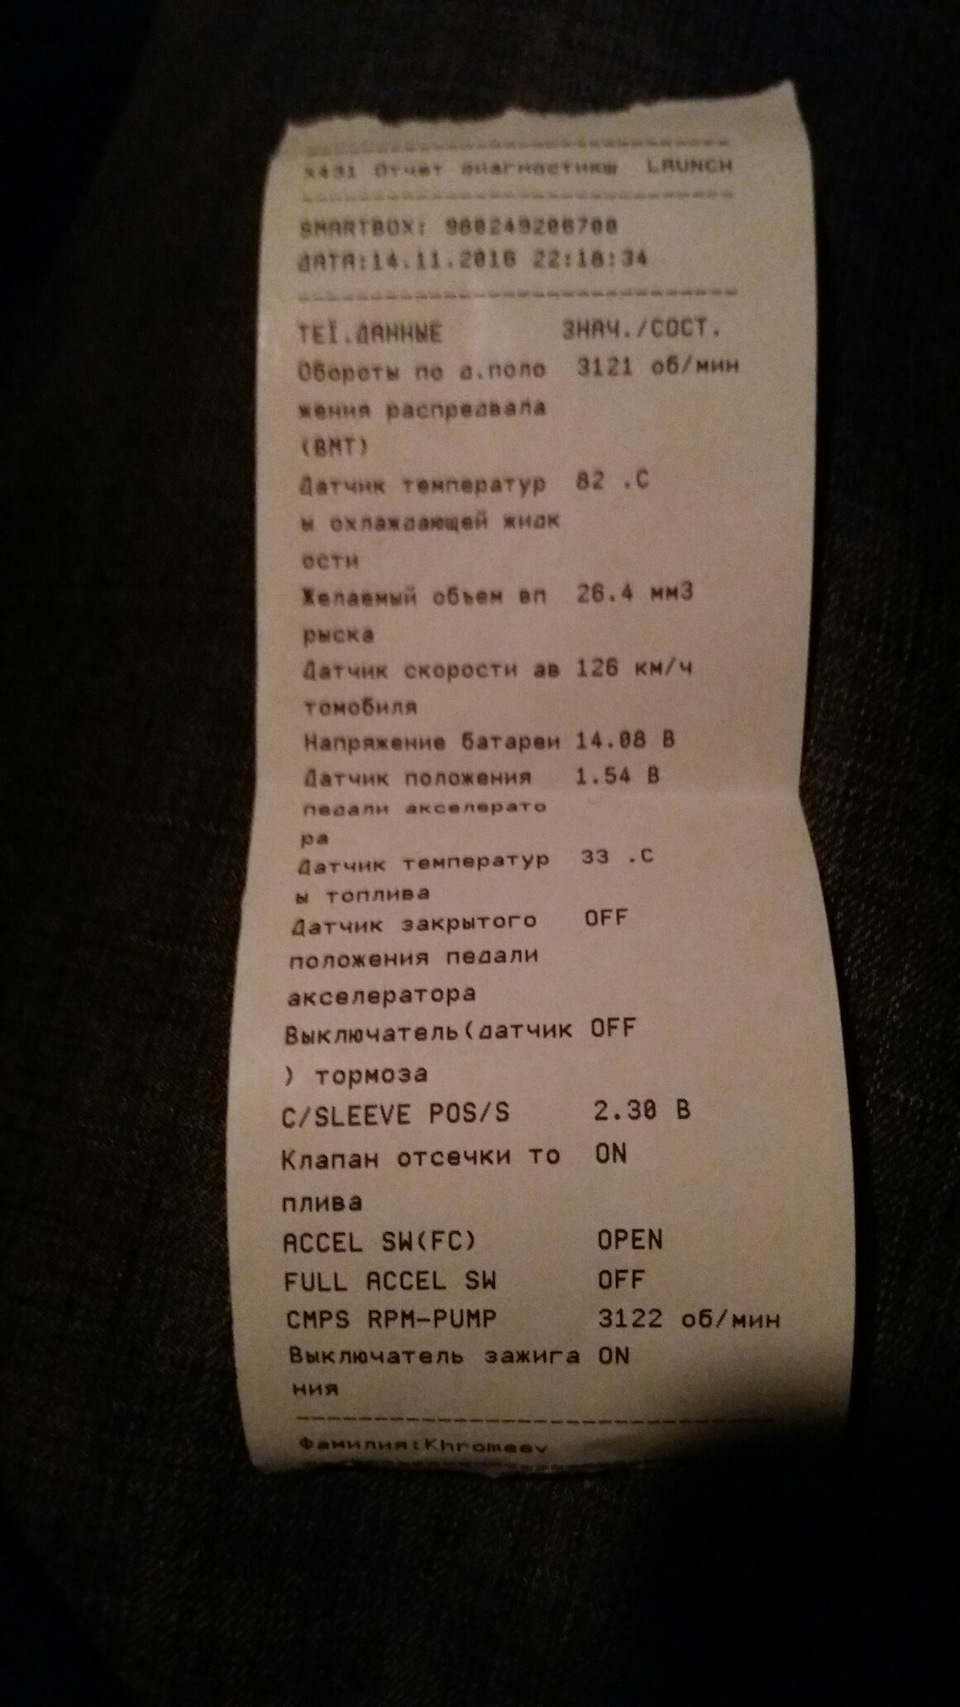 X431 Отчет диагностики LAUNCH
SMARTBOX: 980249206700
ДАТА:14.11.2016 22:18:34
ТЕЇ.ДАННЫЕ ЗНАЧ./СОСТ.
Обороты по д.поло 3121 об/мин
жения распредвала
(ВМТ)
Датчик температур 82 .C
ы охлаждающей жидк
ости
Желаемый объем вп 26.4 мм3
рыска
Датчик скорости ав 126 км/ч
томобиля
Напряжение батареи 14.08 В
Датчик положения 1.54 В
педали акселерато
ра
Датчик температур 33 .C
ы топлива
Датчик закрытого OFF
положения педали
акселератора
Выключатель(датчик OFF
) тормоза
C/SLEEVE POS/S 2.30 В
Клапан отсечки то ON
плива
ACCEL SW(FC) OPEN
FULL ACCEL SW OFF
CMPS RPM-PUMP 3122 об/мин
Выключатель зажига ON
ния
Фамилия:Khromeev